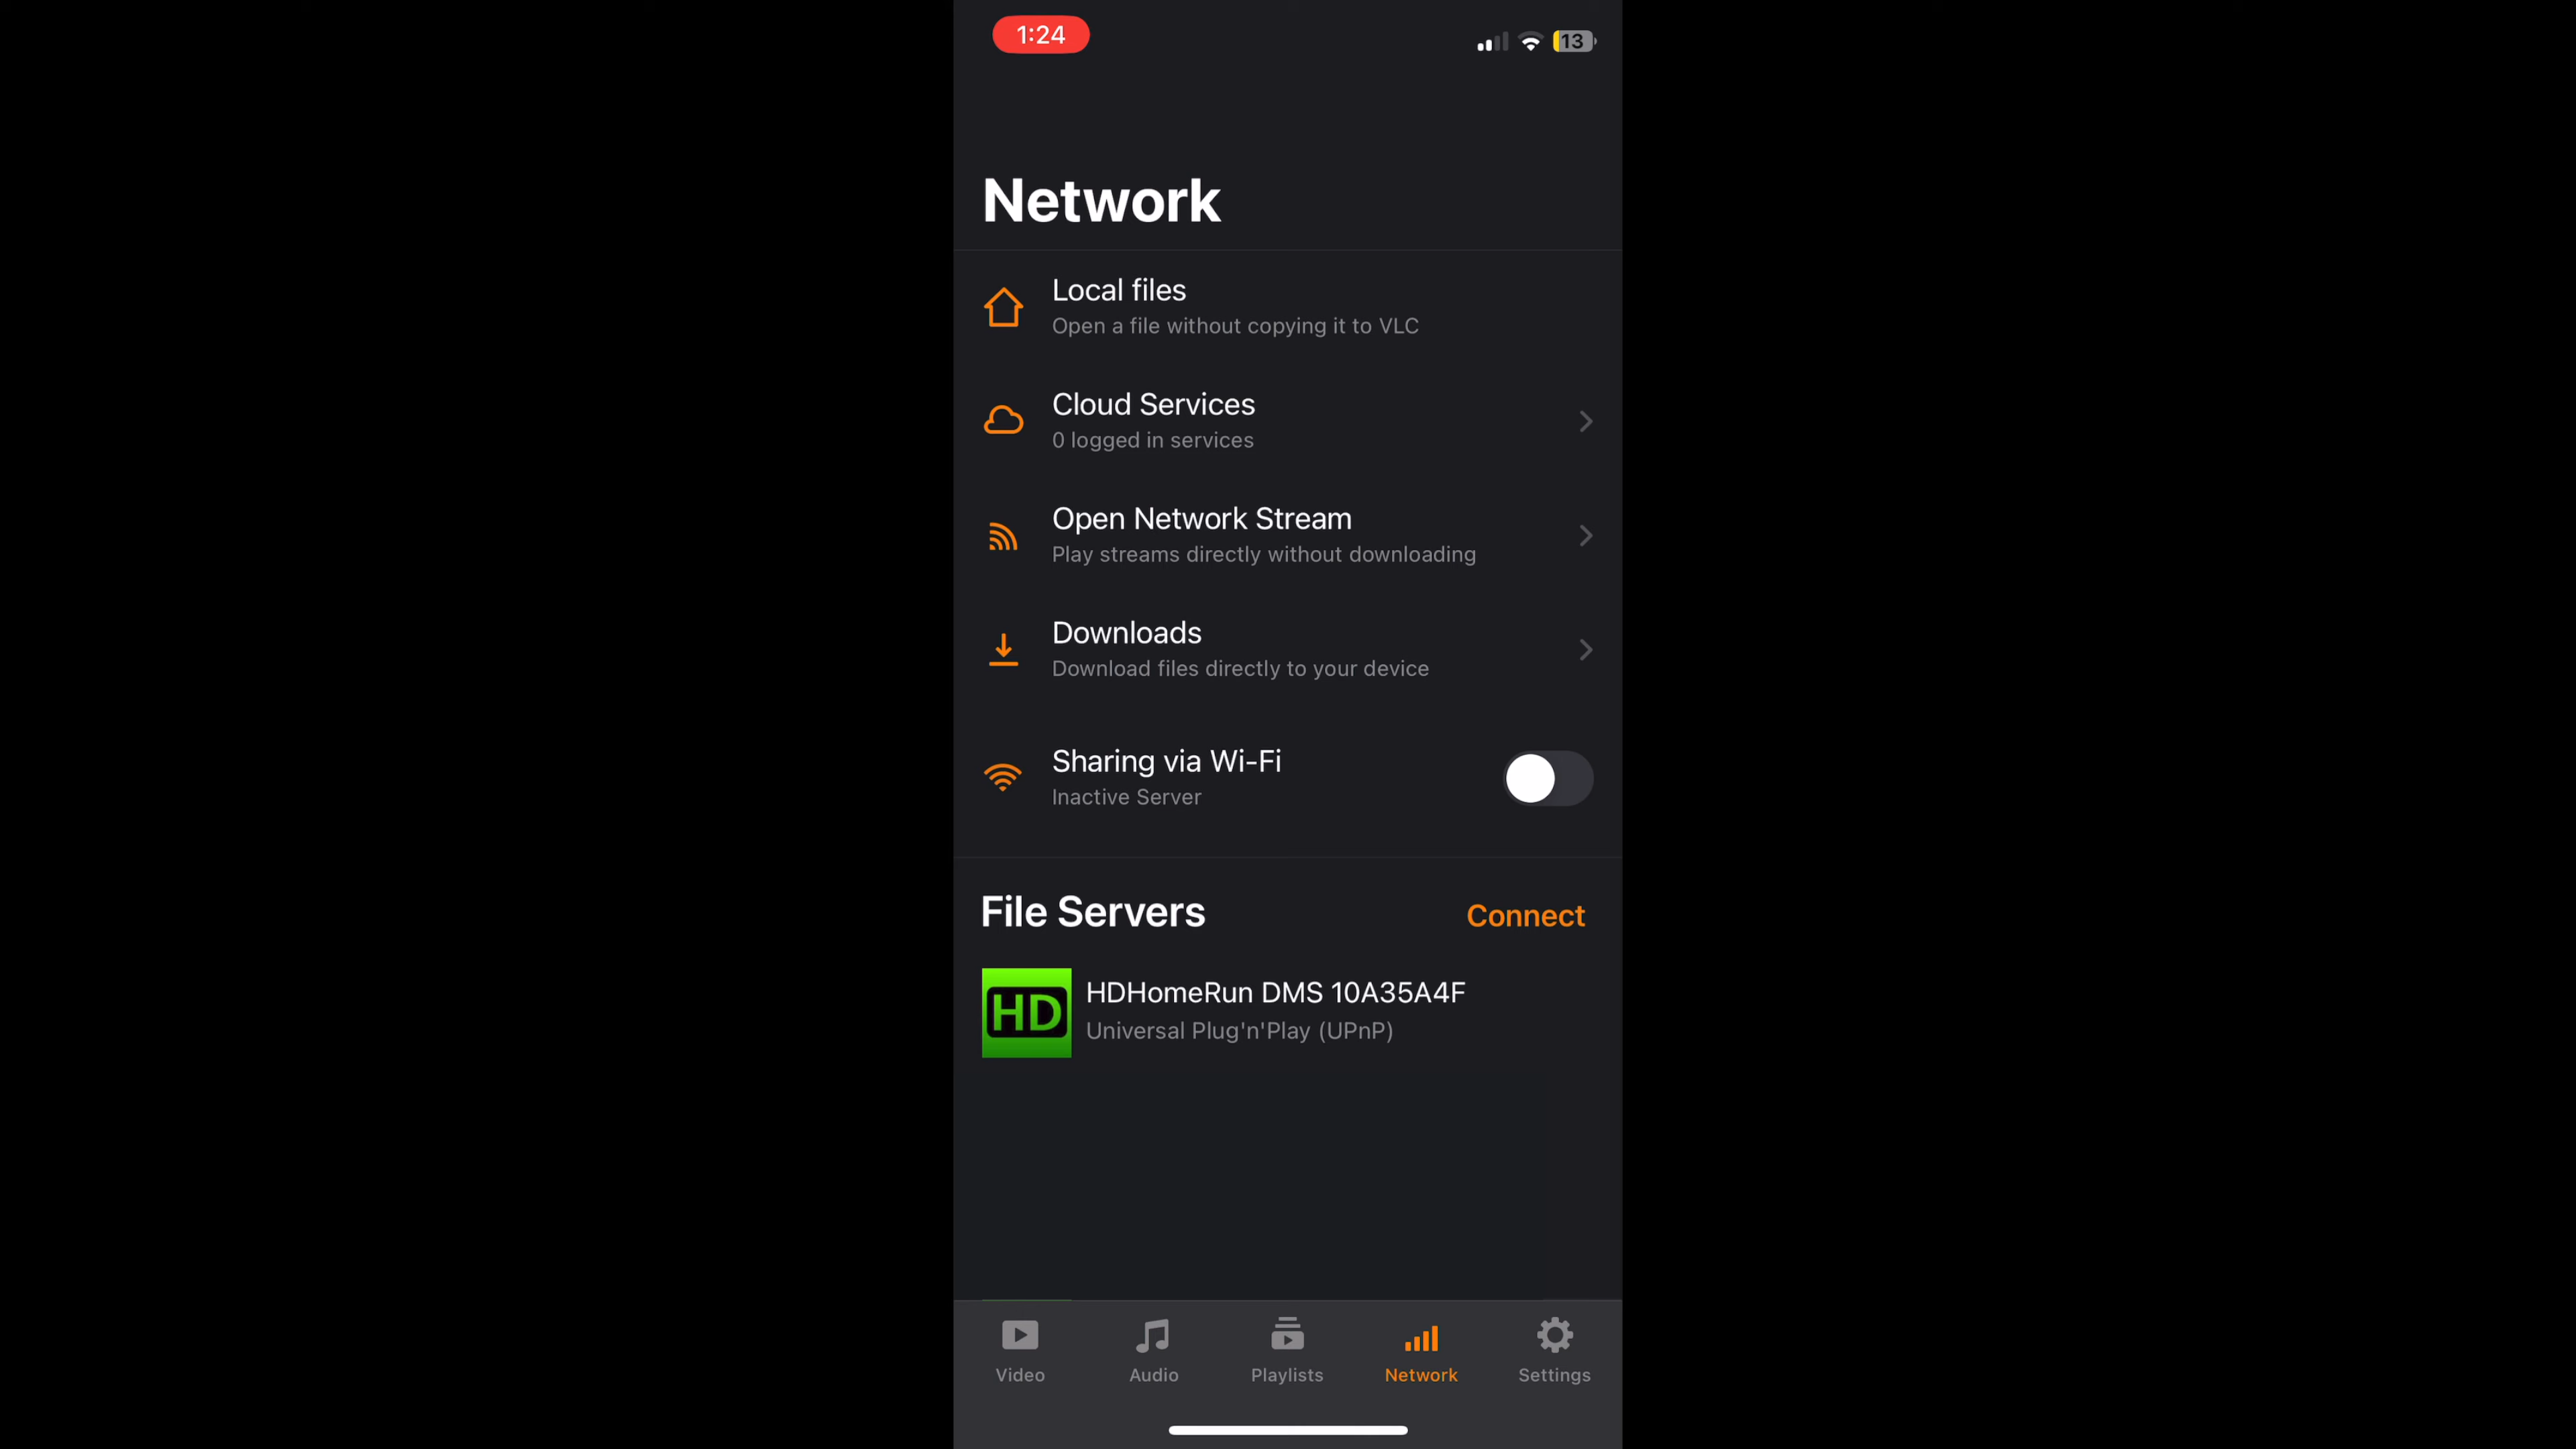 1:24
13
Network
Local files
Open a file without copying it to VLC
Cloud Services
0 logged in services
Open Network Stream
Play streams directly without downloading
Downloads
Download files directly to your device
Sharing via Wi-Fi
Inactive Server
File Servers
Connect
HD
HDHomeRun DMS 10A35A4F
Universal Plug'n'Play (UPnP)
Video
Audio
Playlists
Network
Settings